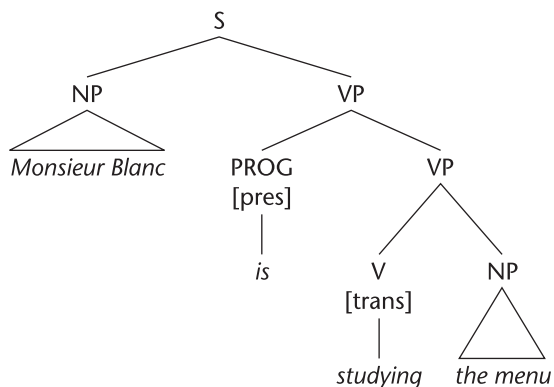 S
NP VP
Monsieur Blanc PROG VP
[pres]
is V NP
[trans]
studying the menu